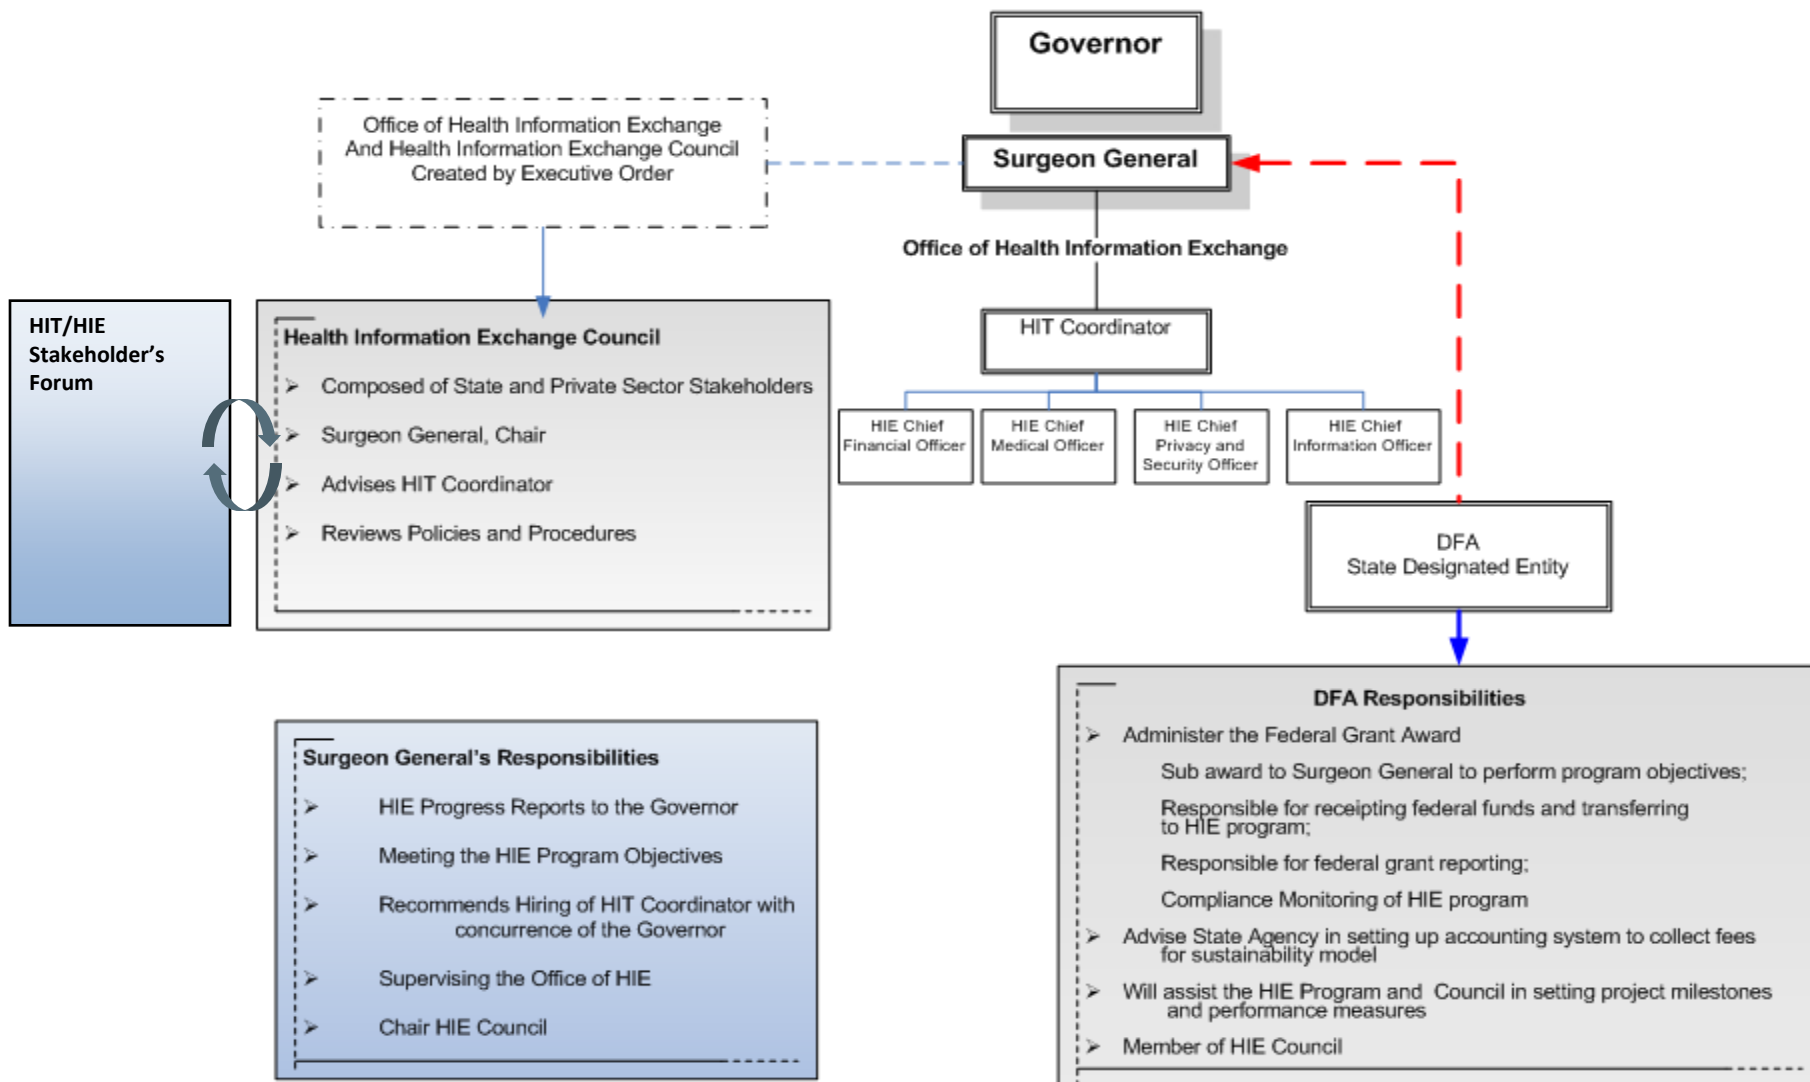 Governor
Office of Health Information Exchange
And Health Information Exchange Council
Created by Executive Order
Surgeon General
Office of Health Information Exchange
HIT Coordinator
HIE Chief
Financial Officer
HIE Chief
Medical Officer
HIE Chief
Privacy and
Security Officer
HIE Chief
Information Officer
HIT/HIE
Stakeholder’s
Forum
Health Information Exchange Council
➢ Composed of State and Private Sector Stakeholders
➢ Surgeon General, Chair
➢ Advises HIT Coordinator
➢ Reviews Policies and Procedures
DFA
State Designated Entity
Surgeon General's Responsibilities
➢ HIE Progress Reports to the Governor
➢ Meeting the HIE Program Objectives
➢ Recommends Hiring of HIT Coordinator with
concurrence of the Governor
➢ Supervising the Office of HIE
➢ Chair HIE Council
DFA Responsibilities
➢ Administer the Federal Grant Award
Sub award to Surgeon General to perform program objectives;
Responsible for receipting federal funds and transferring
to HIE program;
Responsible for federal grant reporting;
Compliance Monitoring of HIE program
➢ Advise State Agency in setting up accounting system to collect fees
for sustainability model
➢ Will assist the HIE Program and Council in setting project milestones
and performance measures
➢ Member of HIE Council